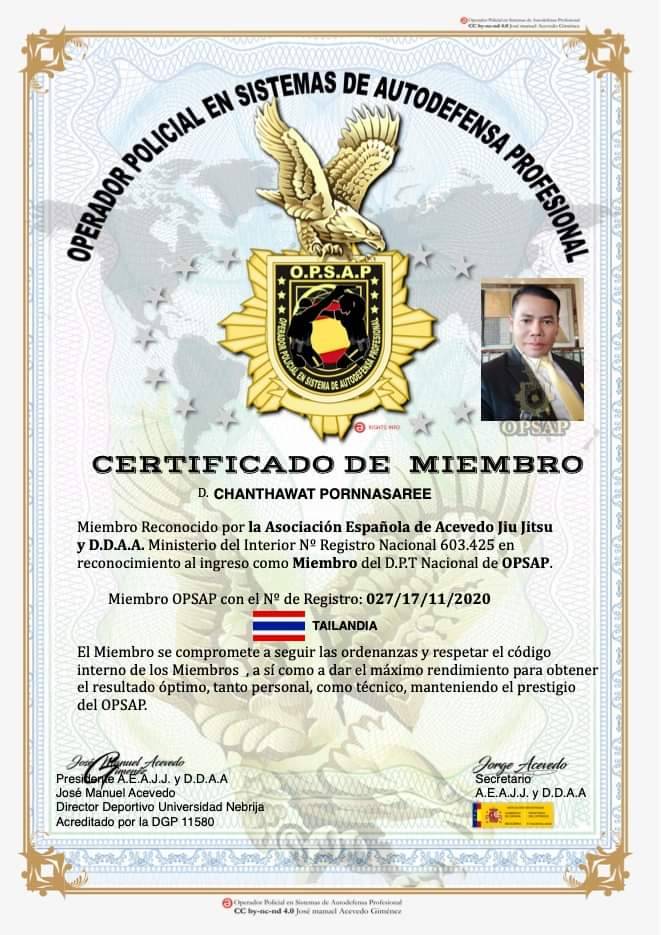 Operador Policial en Sistemas de Autodefensa Profesional
CC by-nc-nd 4.0 José manuel Acevedo Giménez
OPERADOR POLICIAL EN SISTEMAS DE AUTODEFENSA PROFESIONAL
O.P.S.A.P
OPERADOR POLICIAL EN SISTEMA DE AUTODEFENSA PROFESIONAL
OPSAP
RIGHTS INFO
CERTIFICADO DE MIEMBRO
D. CHANTHAWAT PORNNASAREE
Miembro Reconocido por la Asociación Española de Acevedo Jiu Jitsu
y D.D.A.A. Ministerio del Interior Nº Registro Nacional 603.425 en
reconocimiento al ingreso como Miembro del D.P.T Nacional de OPSAP.
Miembro OPSAP con el Nº de Registro: 027/17/11/2020
TAILANDIA
El Miembro se compromete a seguir las ordenanzas y respetar el código
interno de los Miembros , a sí como a dar el máximo rendimiento para obtener
el resultado óptimo, tanto personal, como técnico, manteniendo el prestigio
del OPSAP.
José Manuel Acevedo
Gimenez
Presidente A.E.A.J.J. y D.D.A.A
José Manuel Acevedo
Director Deportivo Universidad Nebrija
Acreditado por la DGP 11580
Jorge Acevedo
Secretario
A.E.A.J.J. y D.D.A.A
Operador Policial en Sistemas de Autodefensa Profesional
CC by-nc-nd 4.0 José manuel Acevedo Giménez